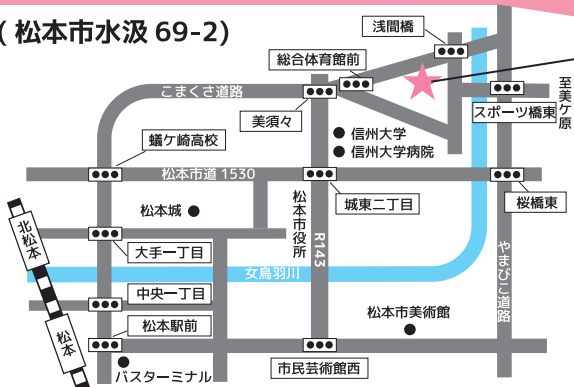 ( 松本市水汲 69-2)
浅間橋
総合体育館前
こまくさ道路
美須々
スポーツ橋東
至美ケ原
信州大学
信州大学病院
蟻ケ崎高校
松本市道 1530
城東二丁目
桜橋東
松本城
松本市役所
R143
北松本
大手一丁目
女鳥羽川
やまびこ道路
中央一丁目
松本市美術館
松本
松本駅前
バスターミナル
市民芸術館西